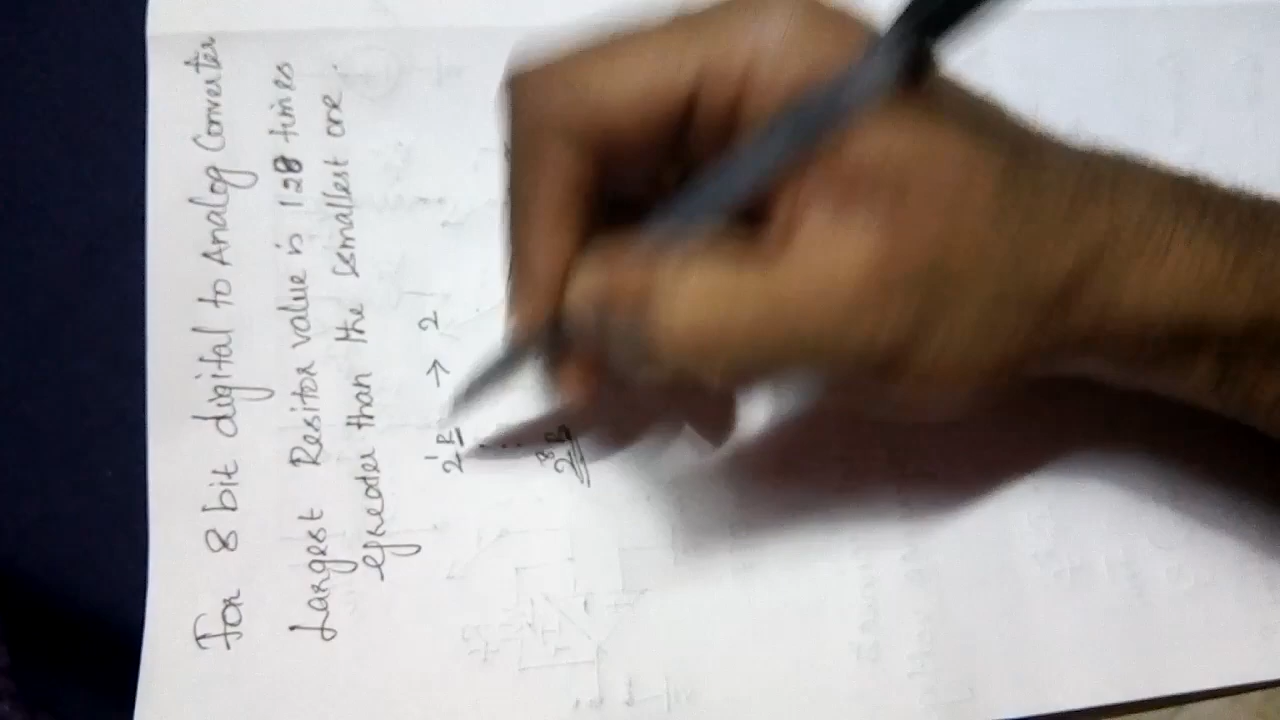 For 8 bit digital to Analog Converter
Largest Resitor value is 128 times
greater than the smallest one.
2¹R → 2
⋮
2⁸R